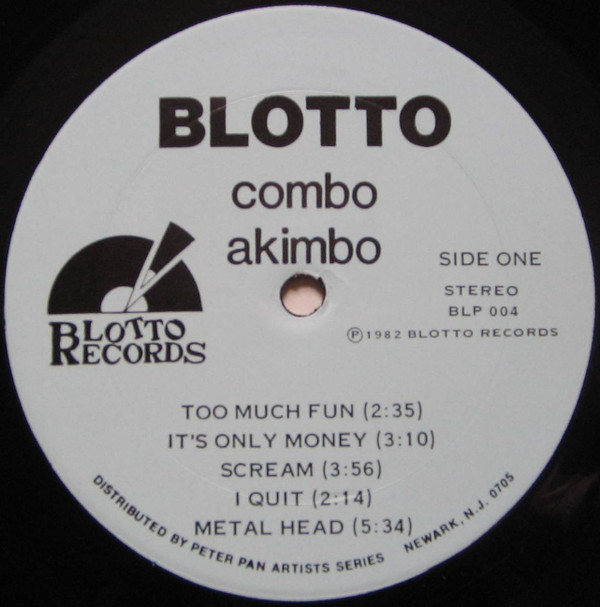 BLOTTO
combo
akimbo
SIDE ONE
STEREO
BLP 004
Ⓟ1982 BLOTTO RECORDS
BLOTTO
RECORDS
TOO MUCH FUN (2:35)
IT'S ONLY MONEY (3:10)
SCREAM (3:56)
I QUIT (2:14)
METAL HEAD (5:34)
DISTRIBUTED BY PETER PAN ARTISTS SERIES NEWARK, N.J. 0705